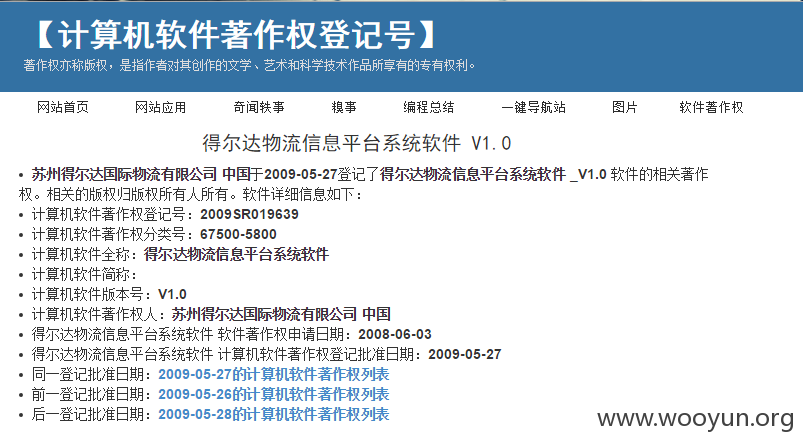 【计算机软件著作权登记号】
著作权亦称版权，是指作者对其创作的文学、艺术和科学技术作品所享有的专有权利。
网站首页 网站应用 奇闻轶事 糗事 编程总结 一键导航站 图片 软件著作权
得尔达物流信息平台系统软件 V1.0
• 苏州得尔达国际物流有限公司 中国于2009-05-27登记了得尔达物流信息平台系统软件 _V1.0 软件的相关著作
权。相关的版权归版权所有人所有。软件详细信息如下：
• 计算机软件著作权登记号：2009SR019639
• 计算机软件著作权分类号：67500-5800
• 计算机软件全称：得尔达物流信息平台系统软件
• 计算机软件简称：
• 计算机软件版本号：V1.0
• 计算机软件著作权人：苏州得尔达国际物流有限公司 中国
• 得尔达物流信息平台系统软件 软件著作权申请日期：2008-06-03
• 得尔达物流信息平台系统软件 计算机软件著作权登记批准日期：2009-05-27
• 同一登记批准日期：2009-05-27的计算机软件著作权列表
• 前一登记批准日期：2009-05-26的计算机软件著作权列表
• 后一登记批准日期：2009-05-28的计算机软件著作权列表
www.wooyun.org